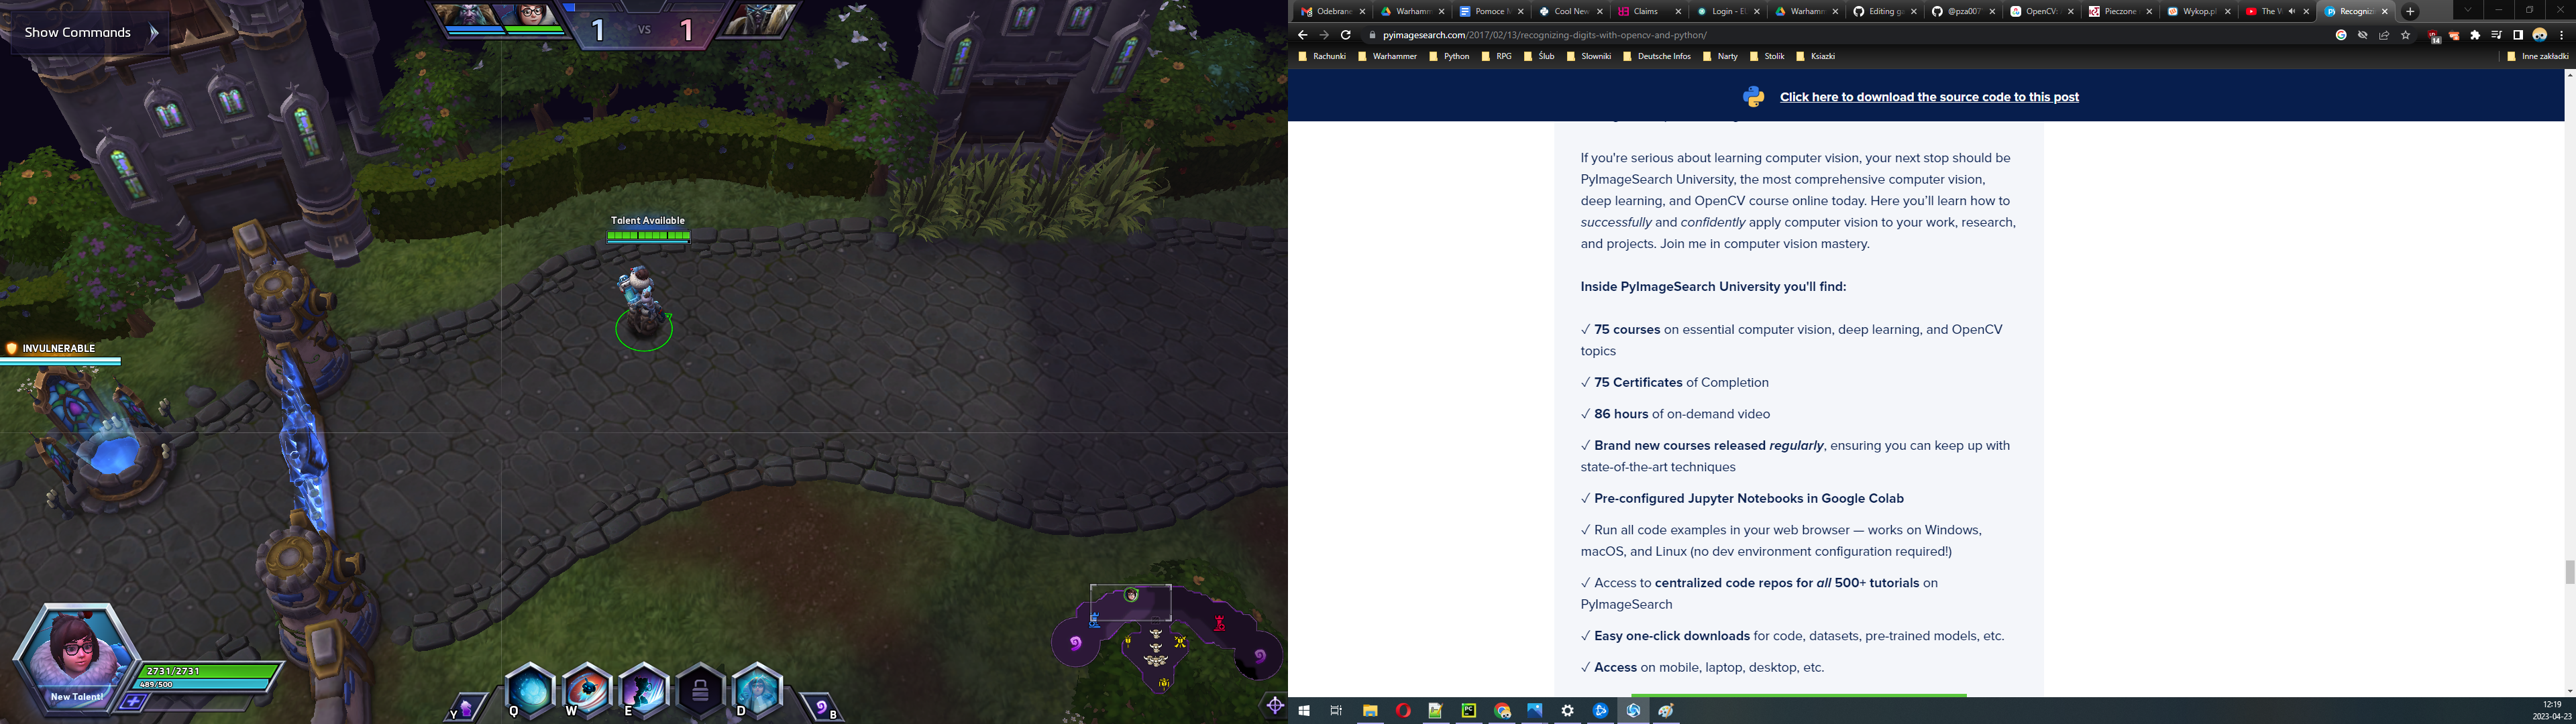 Show Commands
1 VS 1
Talent Available
INVULNERABLE
2731/2731
489/500
New Talent!
Y
Q
W
E
D
B
Odebrane
Warhamm
Pomoce
Cool New
Claims
Login - El
Warhamm
Editing g
@pza007
OpenCV:
Pieczone
Wykop.pl
The W
Recogniz
pyimagesearch.com/2017/02/13/recognizing-digits-with-opencv-and-python/
14
Rachunki
Warhammer
Python
RPG
Ślub
Slowniki
Deutsche Infos
Narty
Stolik
Ksiazki
Inne zakładki
Click here to download the source code to this post
If you're serious about learning computer vision, your next stop should be
PyImageSearch University, the most comprehensive computer vision,
deep learning, and OpenCV course online today. Here you'll learn how to
successfully and confidently apply computer vision to your work, research,
and projects. Join me in computer vision mastery.
Inside PyImageSearch University you'll find:
✓ 75 courses on essential computer vision, deep learning, and OpenCV
topics
✓ 75 Certificates of Completion
✓ 86 hours of on-demand video
✓ Brand new courses released regularly, ensuring you can keep up with
state-of-the-art techniques
✓ Pre-configured Jupyter Notebooks in Google Colab
✓ Run all code examples in your web browser — works on Windows,
macOS, and Linux (no dev environment configuration required!)
✓ Access to centralized code repos for all 500+ tutorials on
PyImageSearch
✓ Easy one-click downloads for code, datasets, pre-trained models, etc.
✓ Access on mobile, laptop, desktop, etc.
12:19
2023-04-23